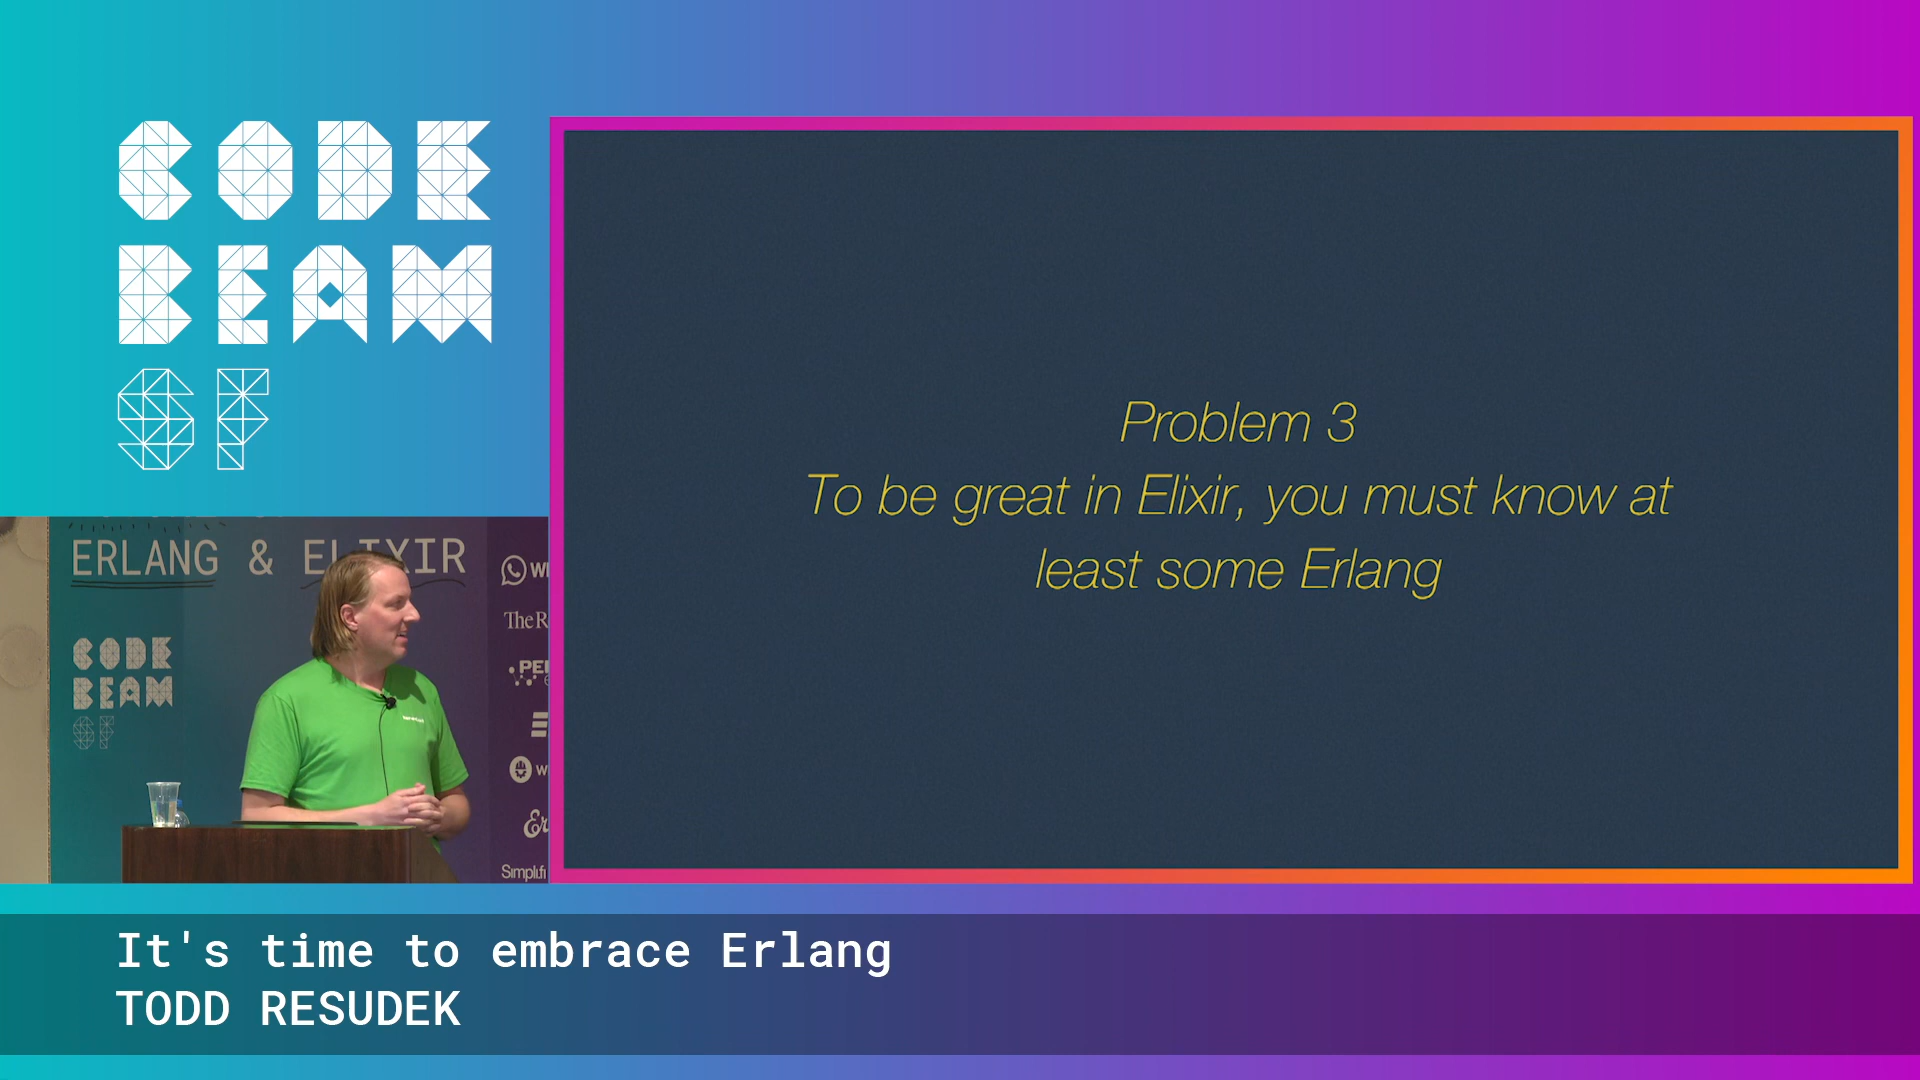 CODE
BEAM
SF
ERLANG & ELIXIR
CODE
BEAM
SF
The R
Simplifi
Problem 3
To be great in Elixir, you must know at
least some Erlang
It's time to embrace Erlang
TODD RESUDEK